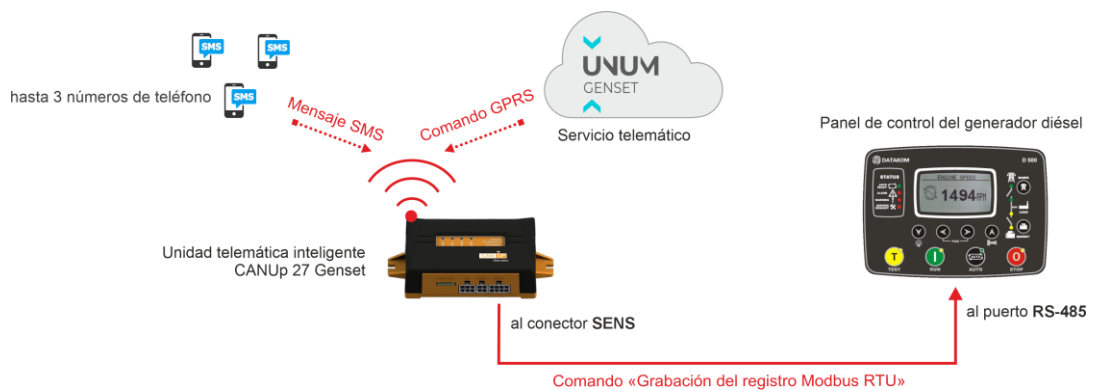 SMS
SMS
SMS
hasta 3 números de teléfono
Mensaje SMS
Comando GPRS
UNUM
GENSET
Servicio telemático
Panel de control del generador diésel
DATAKOM
D 500
STATUS
ENGINE SPEED
1494 RPM
TEST
RUN
AUTO
STOP
Unidad telemática inteligente
CANUp 27 Genset
al conector SENS
al puerto RS-485
Comando «Grabación del registro Modbus RTU»